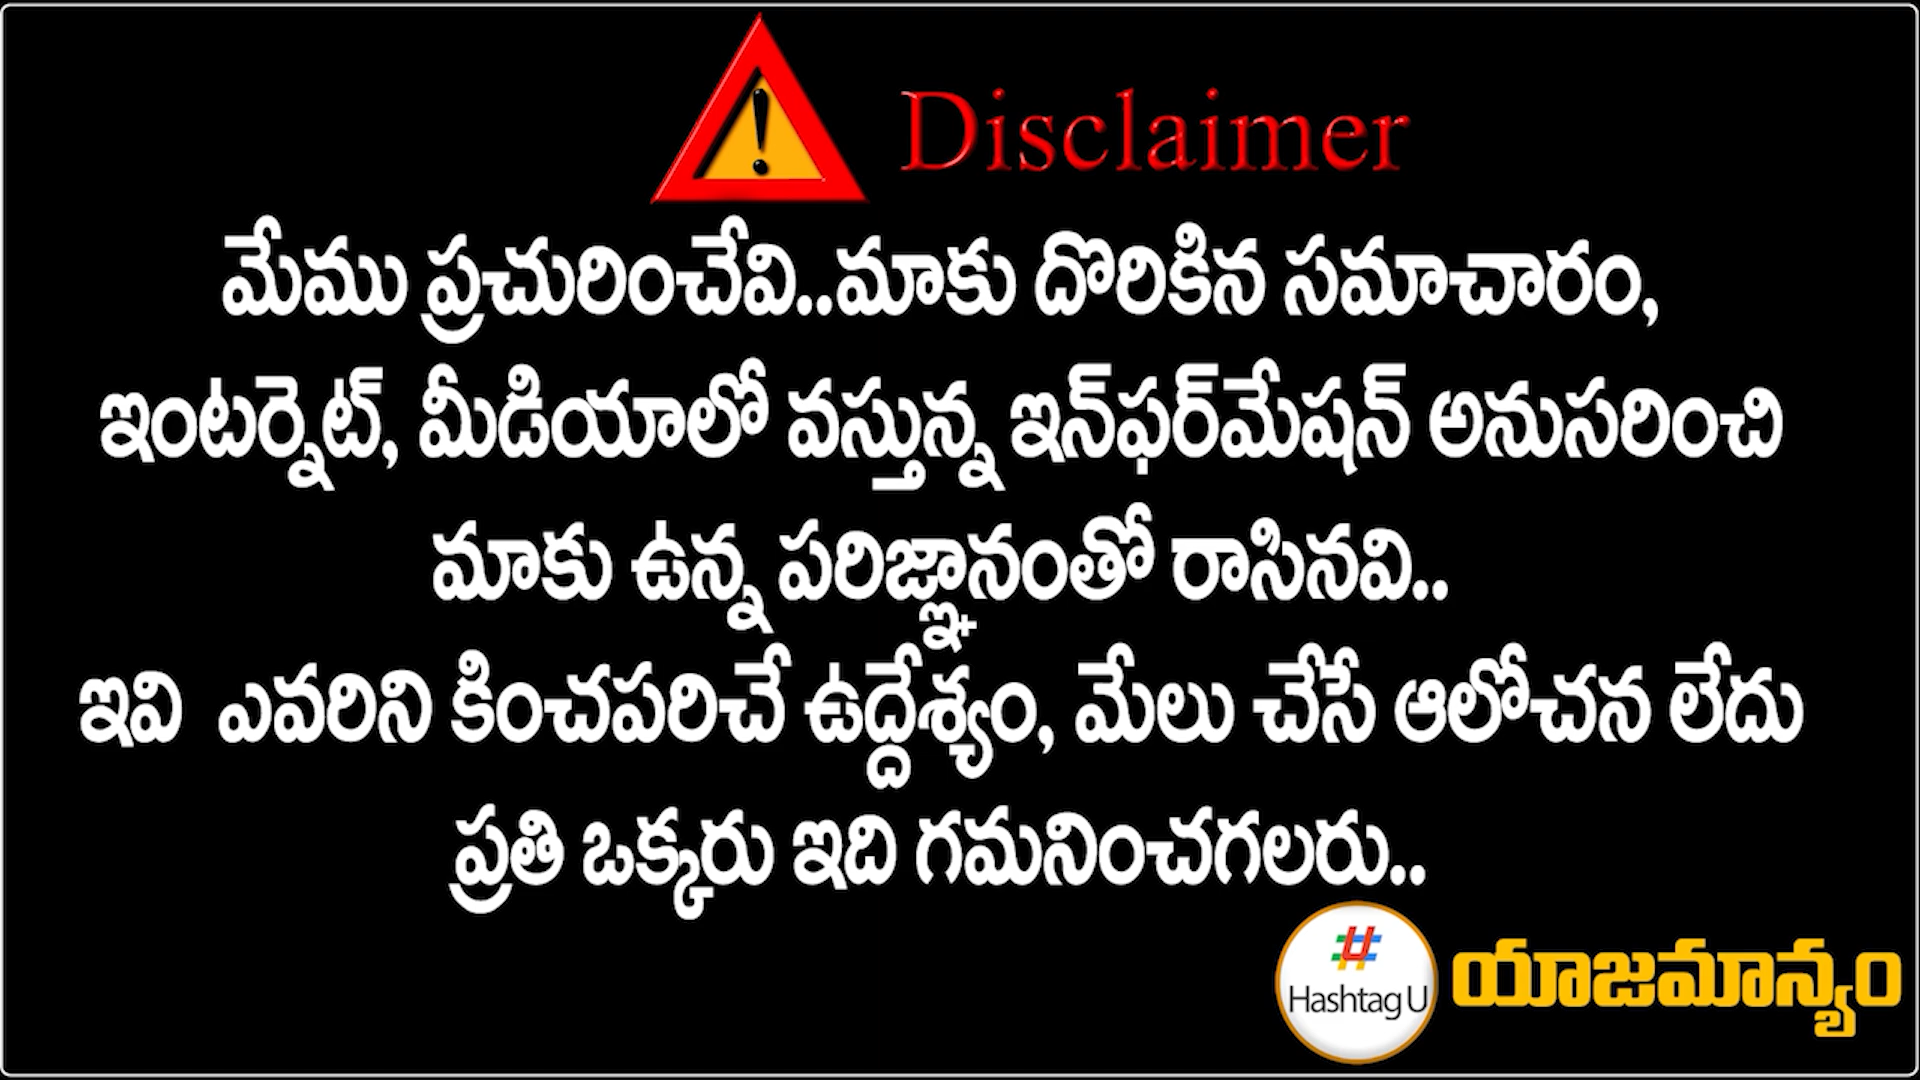 Disclaimer
మేము ప్రచురించేవి..మాకు దొరికిన సమాచారం,
ఇంటర్నెట్, మీడియాలో వస్తున్న ఇన్‌ఫర్‌మేషన్ అనుసరించి
మాకు ఉన్న పరిజ్ఞానంతో రాసినవి..
ఇవి ఎవరిని కించపరిచే ఉద్దేశ్యం, మేలు చేసే ఆలోచన లేదు
ప్రతి ఒక్కరు ఇది గమనించగలరు..
Hashtag U
యాజమాన్యం